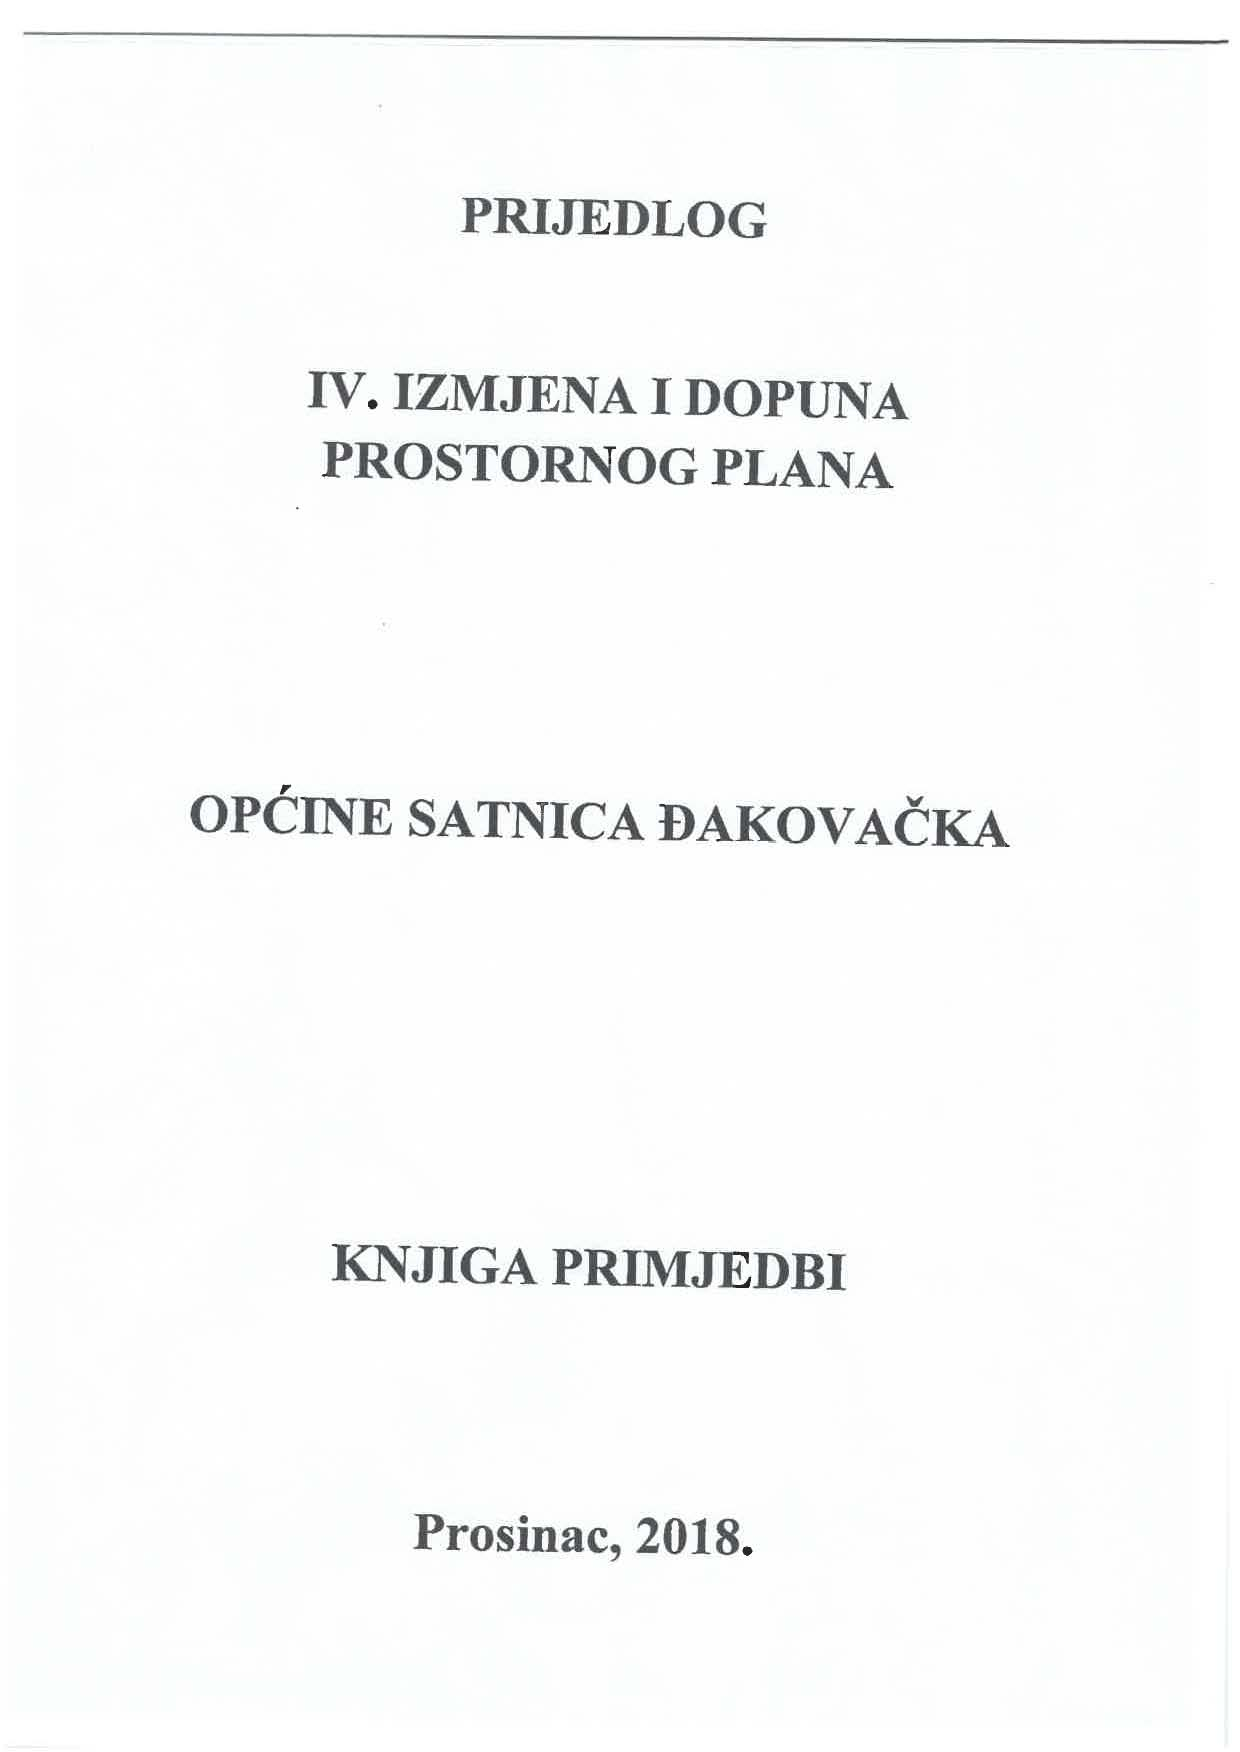 PRIJEDLOG
IV. IZMJENA I DOPUNA
PROSTORNOG PLANA
OPĆINE SATNICA ĐAKOVAČKA
KNJIGA PRIMJEDBI
Prosinac, 2018.